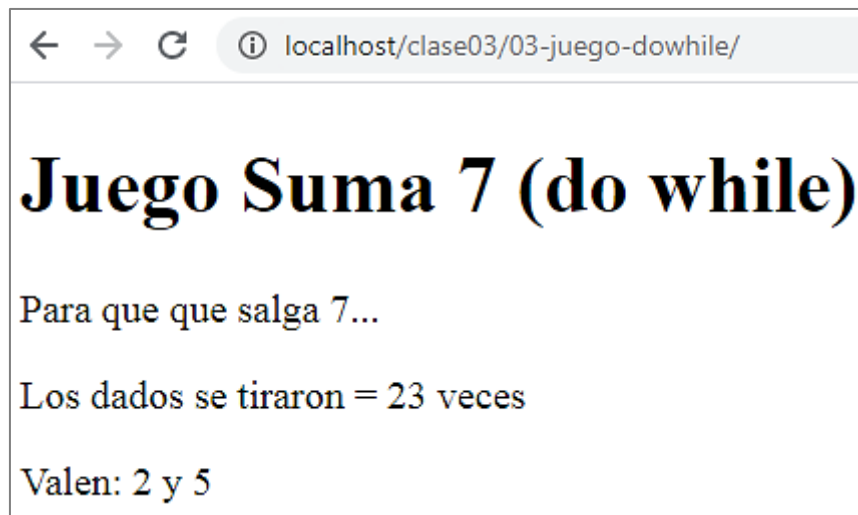 localhost/clase03/03-juego-dowhile/
Juego Suma 7 (do while)
Para que que salga 7...
Los dados se tiraron = 23 veces
Valen: 2 y 5